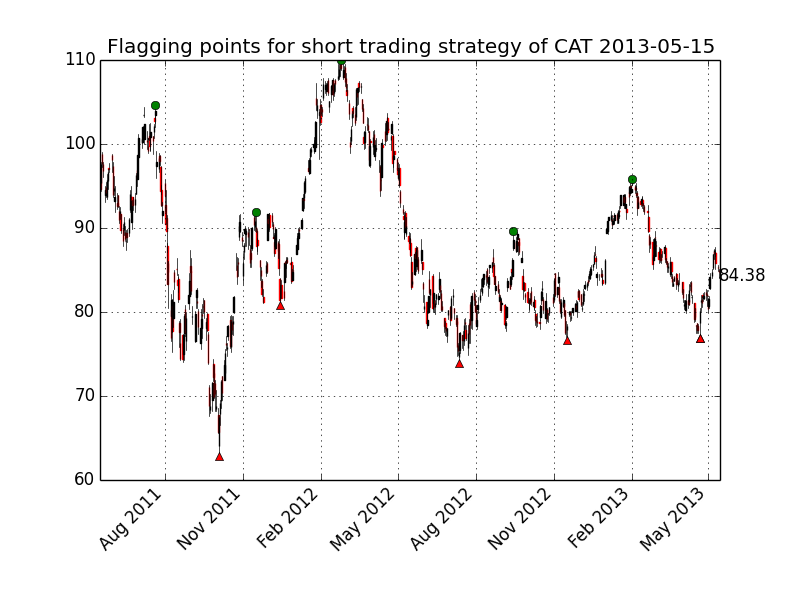 Flagging points for short trading strategy of CAT 2013-05-15
110
100
90
80
70
60
84.38
Aug 2011
Nov 2011
Feb 2012
May 2012
Aug 2012
Nov 2012
Feb 2013
May 2013